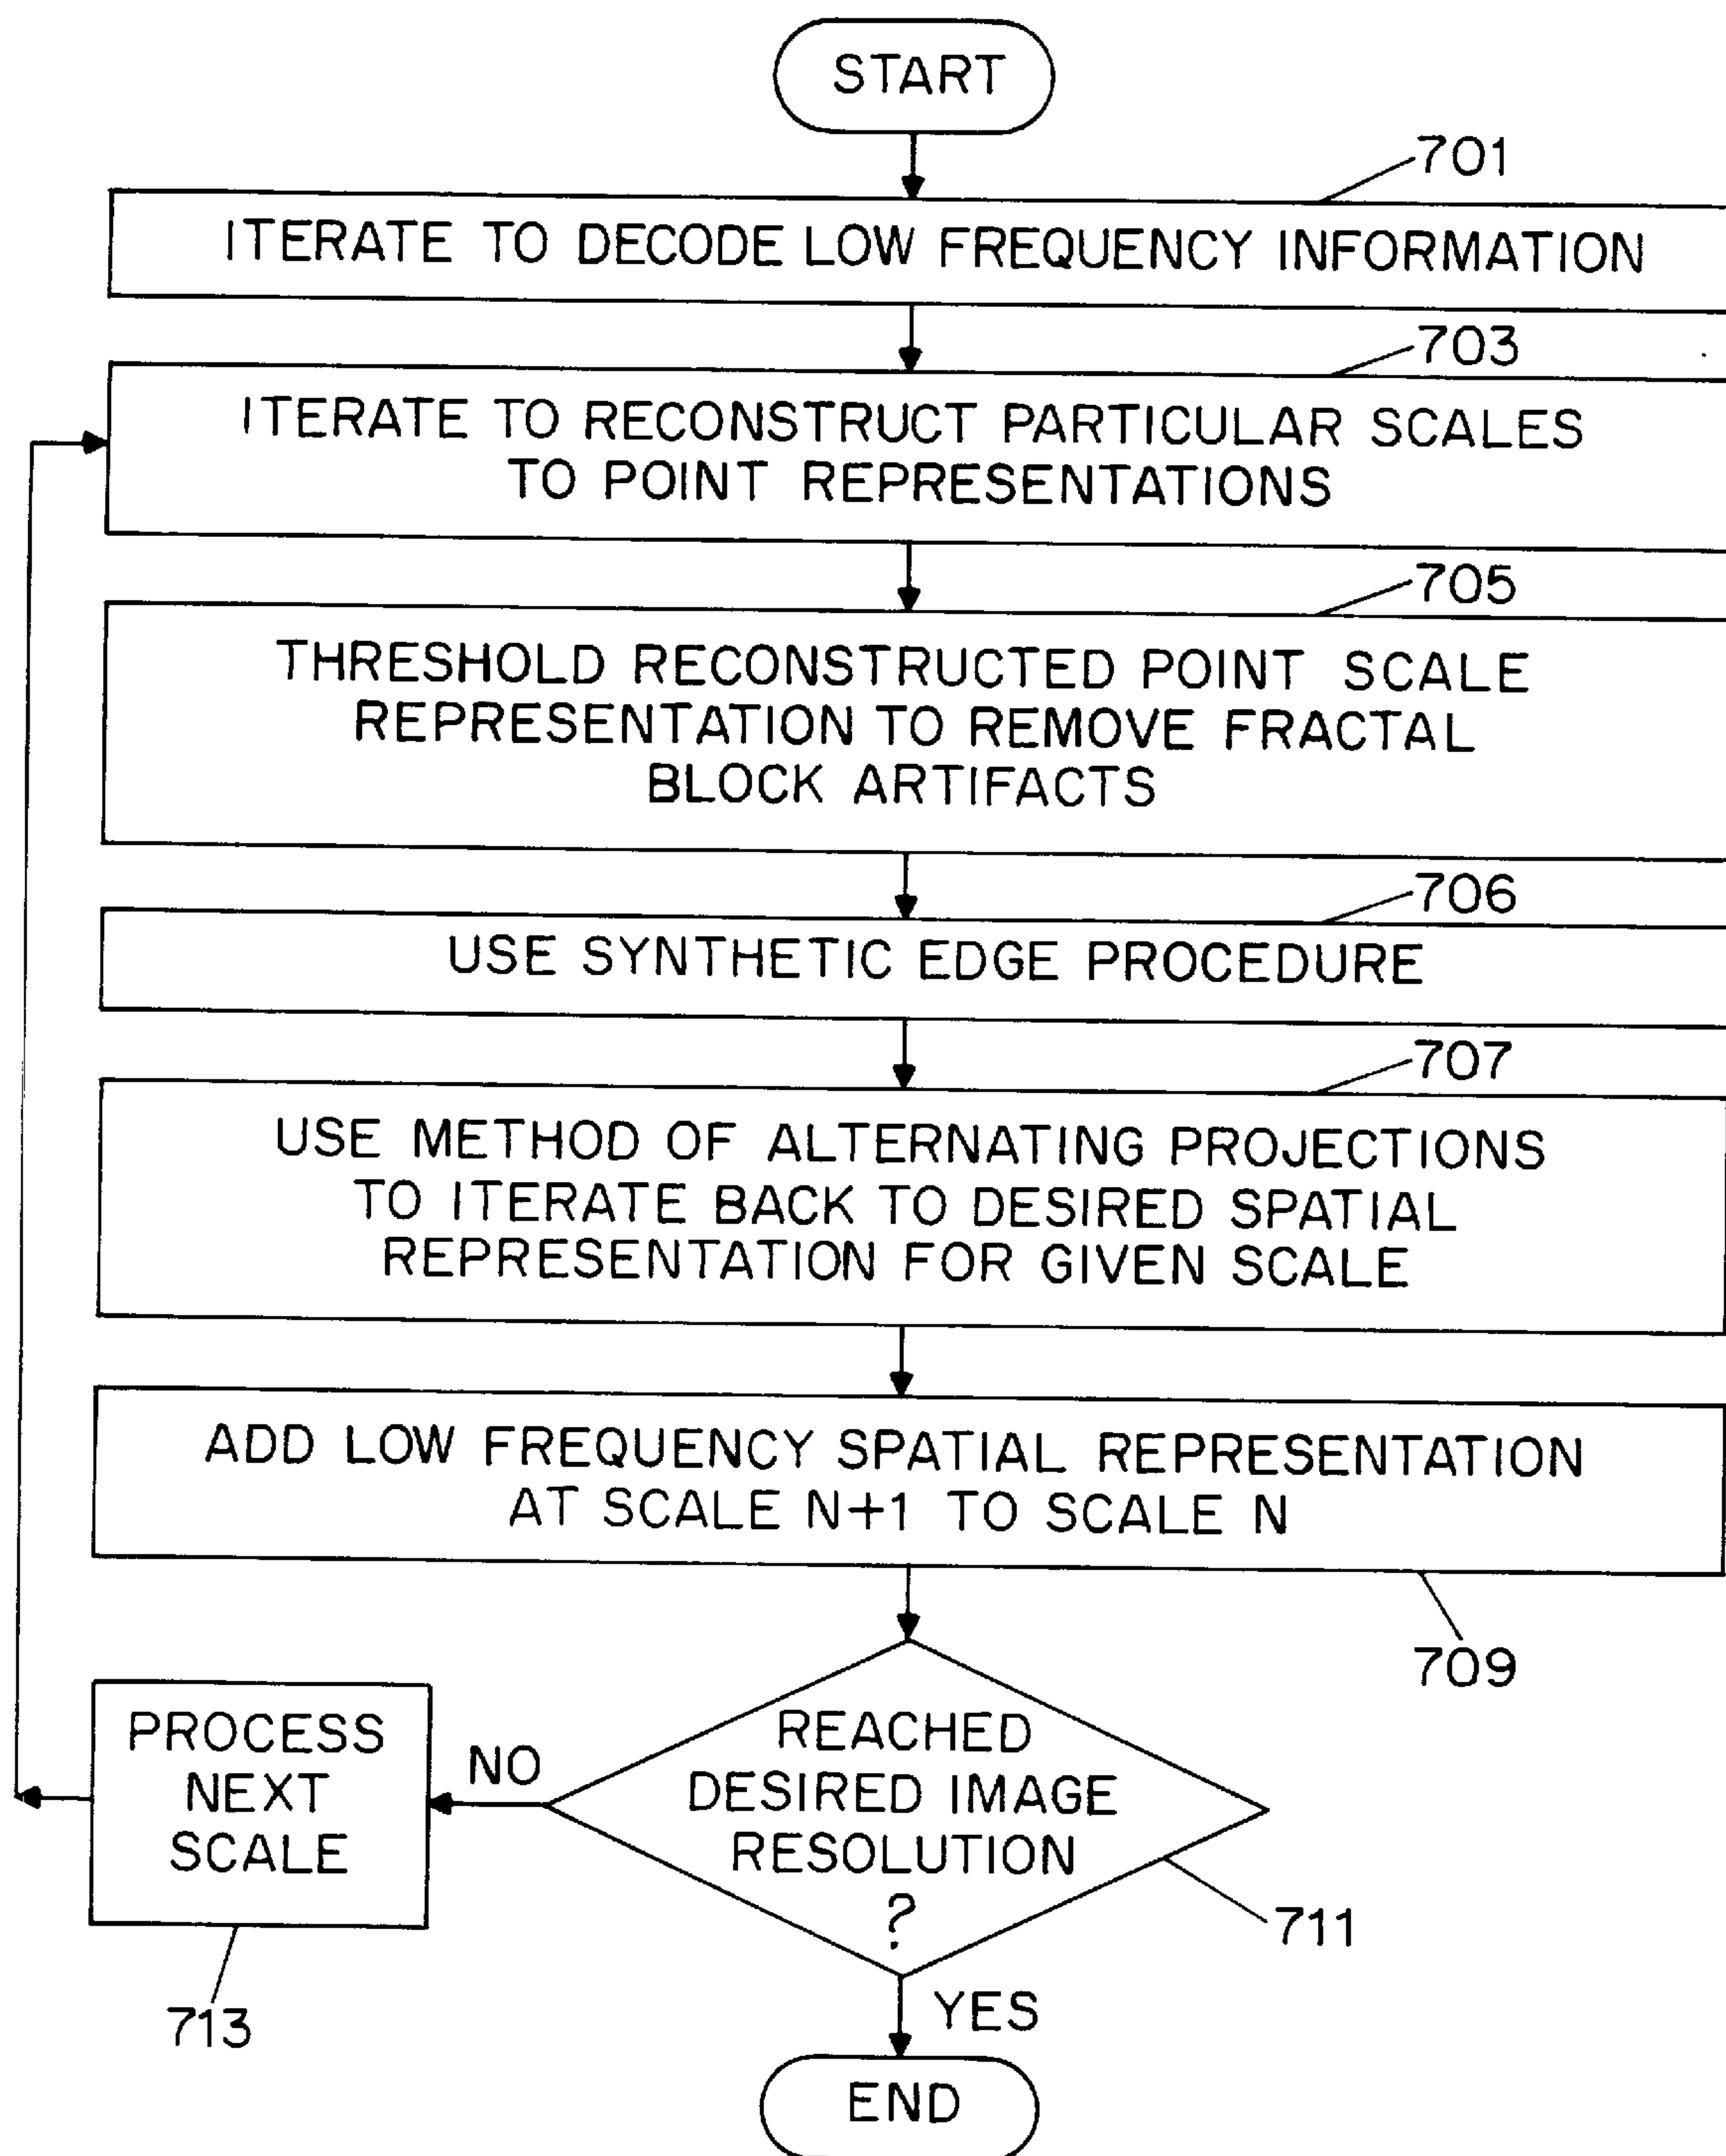 START
701
ITERATE TO DECODE LOW FREQUENCY INFORMATION
703
ITERATE TO RECONSTRUCT PARTICULAR SCALES
TO POINT REPRESENTATIONS
705
THRESHOLD RECONSTRUCTED POINT SCALE
REPRESENTATION TO REMOVE FRACTAL
BLOCK ARTIFACTS
706
USE SYNTHETIC EDGE PROCEDURE
707
USE METHOD OF ALTERNATING PROJECTIONS
TO ITERATE BACK TO DESIRED SPATIAL
REPRESENTATION FOR GIVEN SCALE
ADD LOW FREQUENCY SPATIAL REPRESENTATION
AT SCALE N+1 TO SCALE N
709
PROCESS
NEXT
SCALE
NO
REACHED
DESIRED IMAGE
RESOLUTION
?
711
713
YES
END